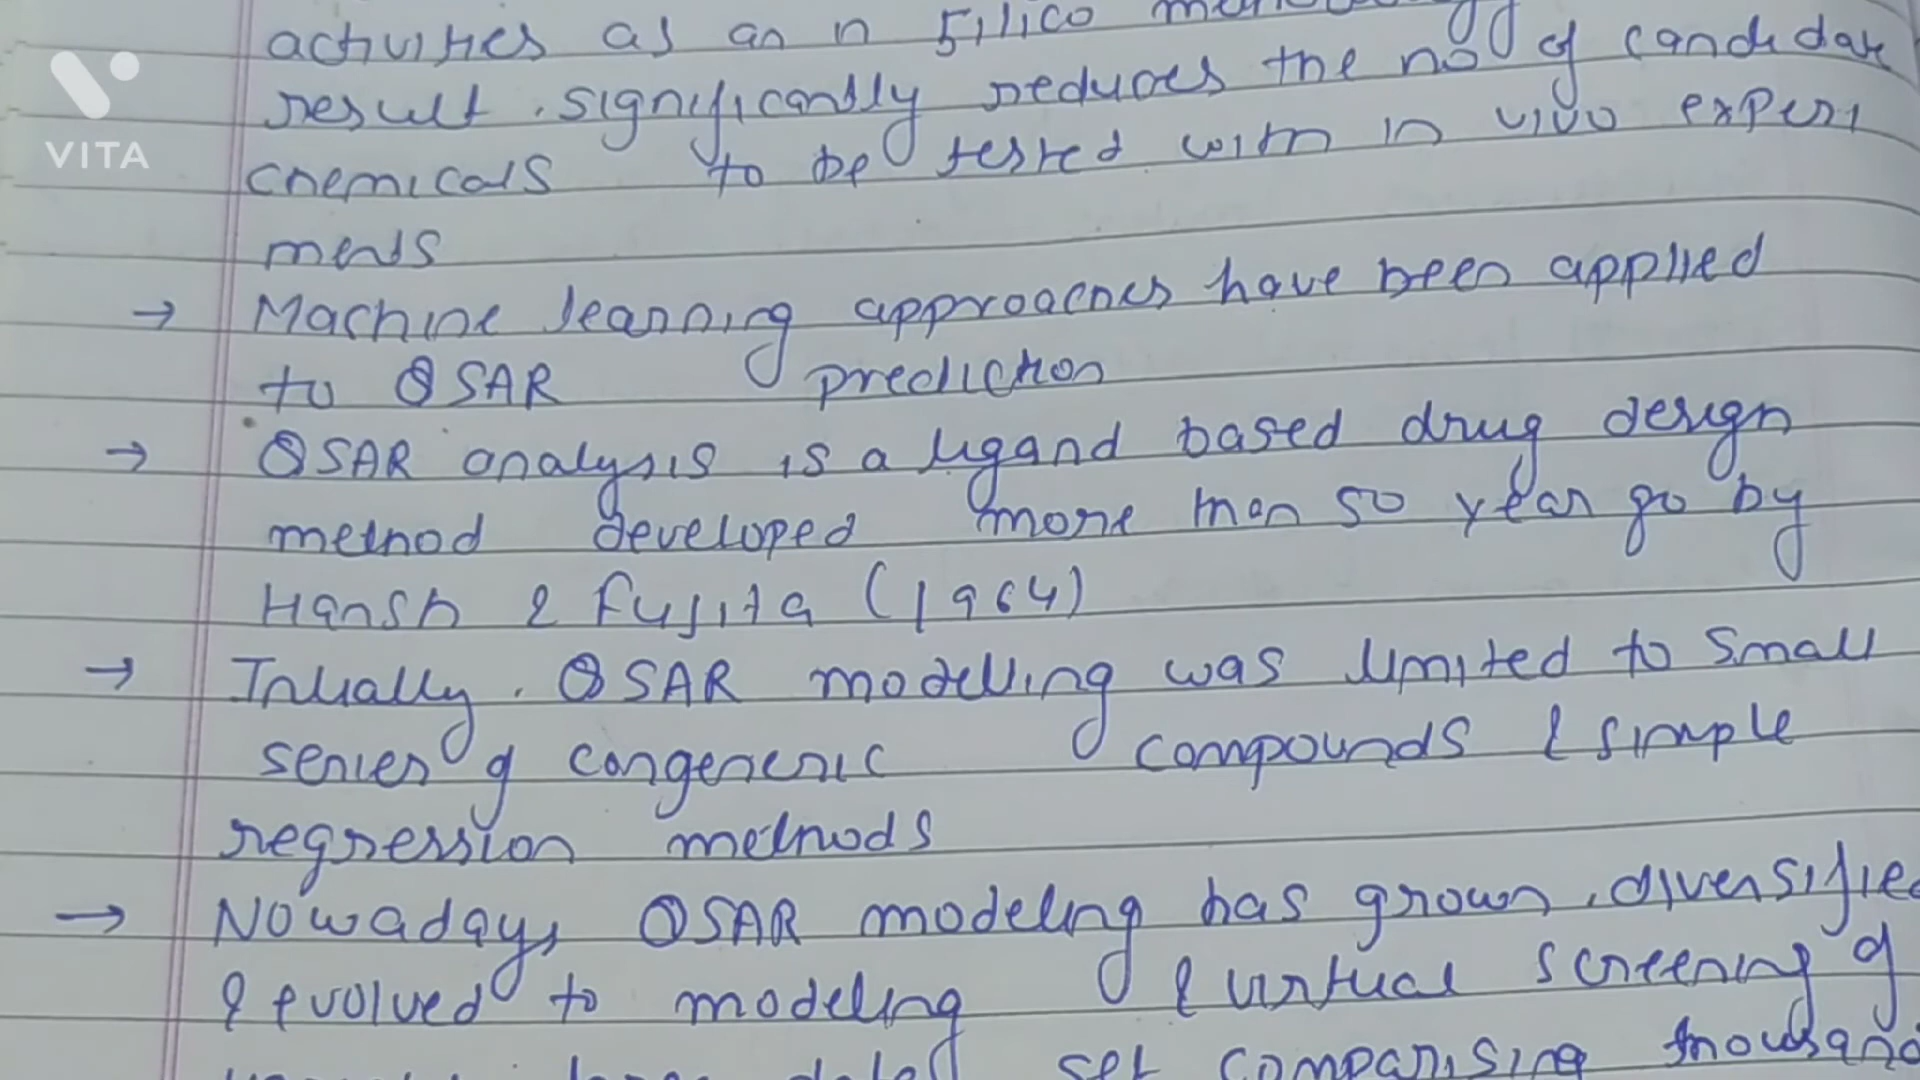 activities as an n silico
VITA
result. significantly reduces the no of candidate
chemicals to be tested with in vivo experi
ments
→ Machine learning approaches have been applied
to QSAR prediction
→ QSAR analysis is a ligand based drug design
method developed more than 50 year go by
Hansh & Fujita (1964)
→ Initially. QSAR modelling was limited to small
series of congeneric compounds & simple
regression methods
→ Nowadays QSAR modeling has grown, diversified
& evolved to modeling & virtual screening of
set comparising thousand